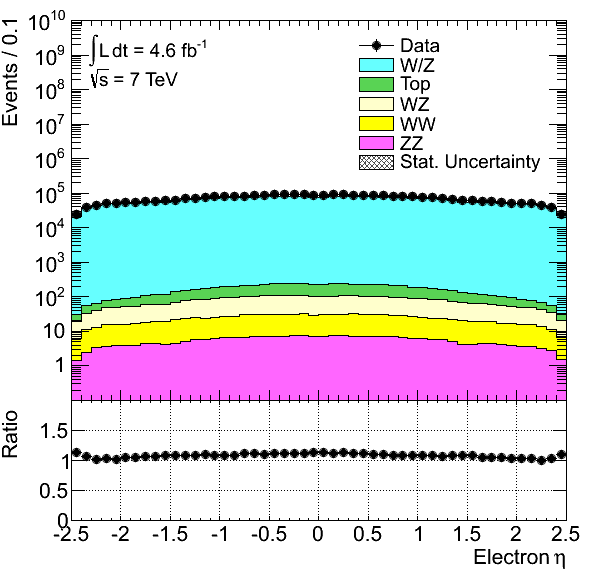 Events / 0.1
10^10
10^9
10^8
10^7
10^6
10^5
10^4
10^3
10^2
10
1
∫L dt = 4.6 fb^-1
√s = 7 TeV
Data
W/Z
Top
WZ
WW
ZZ
Stat. Uncertainty
Ratio
1.5
1
0.5
0
-2.5 -2 -1.5 -1 -0.5 0 0.5 1 1.5 2 2.5
Electron η